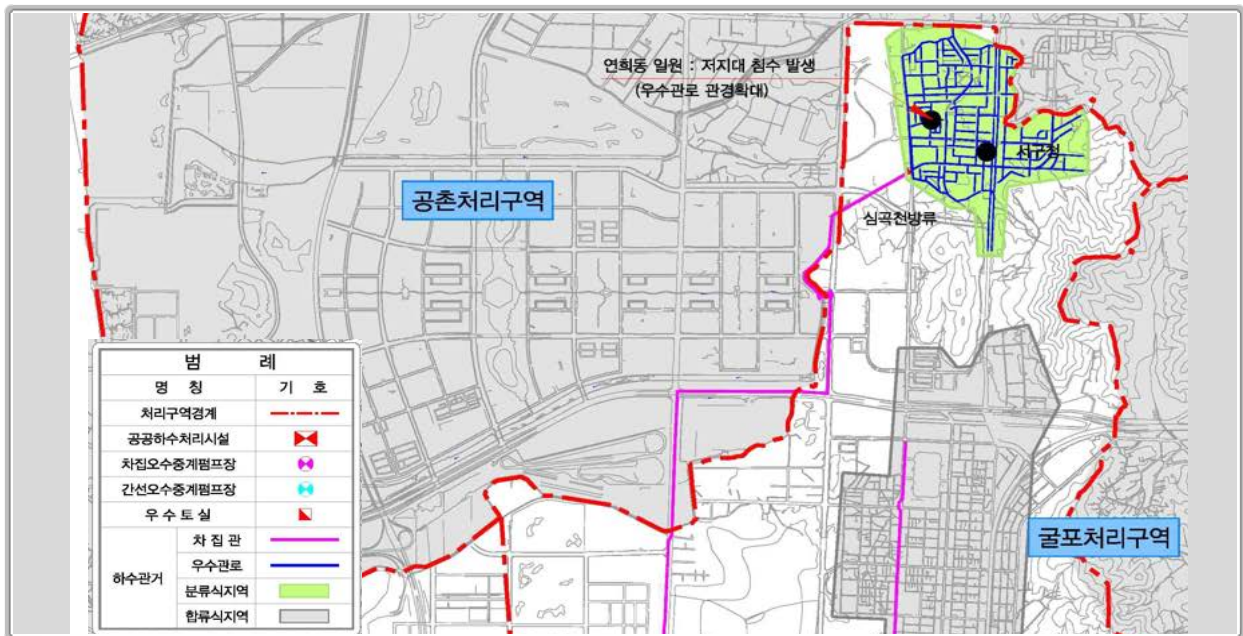 연희동 일원 : 저지대 침수 발생
(우수관로 관경확대)
서구청
공촌처리구역
심곡천방류
굴포처리구역
범 례
명 칭 기 호
처리구역경계
공공하수처리시설
차집오수중계펌프장
간선오수중계펌프장
우 수 토 실
하수관거
차 집 관
우수관로
분류식지역
합류식지역